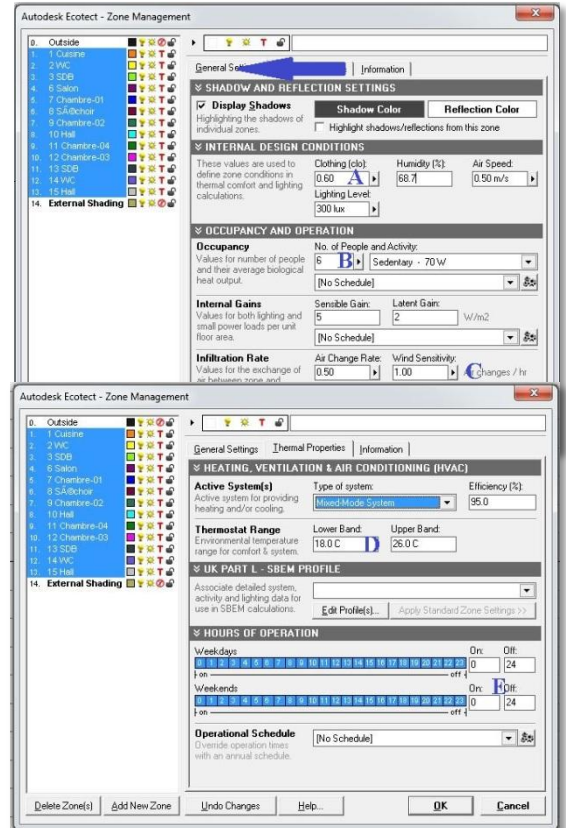 Autodesk Ecotect - Zone Management
0. Outside
1. 1 Cuisine
2. 2 WC
3. 3 SDB
4. 6 Salon
5. 7 Chambre-01
6. 8 SÃ®choir
7. 9 Chambre-02
8. 10 Hall
9. 11 Chambre-04
10. 12 Chambre-03
11. 13 SDB
12. 14 WC
13. 15 Hall
14. External Shading
General Information
SHADOW AND REFLECTION SETTINGS
Display Shadows Shadow Color Reflection Color
Highlighting the shadows of
individual zones. Highlight shadows/reflections from this zone
INTERNAL DESIGN CONDITIONS
These values are used to Clothing (clo): Humidity (%): Air Speed:
define zone conditions in 0.60 A 68.7 0.50 m/s
thermal comfort and lighting
calculations. Lighting Level:
300 lux
OCCUPANCY AND OPERATION
Occupancy No. of People and Activity:
Values for number of people 6 B Sedentary - 70 W
and their average biological
heat output. [No Schedule]
Internal Gains Sensible Gain: Latent Gain:
Values for both lighting and 5 2 W/m2
small power loads per unit
floor area. [No Schedule]
Infiltration Rate Air Change Rate: Wind Sensitivity:
Values for the exchange of 0.50 1.00 C changes / hr
air between zone and
Autodesk Ecotect - Zone Management
0. Outside
1. 1 Cuisine
2. 2 WC
3. 3 SDB
4. 6 Salon
5. 7 Chambre-01
6. 8 SÃ®choir
7. 9 Chambre-02
8. 10 Hall
9. 11 Chambre-04
10. 12 Chambre-03
11. 13 SDB
12. 14 WC
13. 15 Hall
14. External Shading
General Settings Thermal Properties Information
HEATING, VENTILATION & AIR CONDITIONING (HVAC)
Active System(s) Type of system: Efficiency (%):
Active system for providing Mixed-Mode System 95.0
heating and/or cooling.
Thermostat Range Lower Band: Upper Band:
Environmental temperature 18.0 C D 26.0 C
range for comfort & system.
UK PART L - SBEM PROFILE
Associate detailed system,
activity and lighting data for
use in SBEM calculations. Edit Profile(s)... Apply Standard Zone Settings >>
HOURS OF OPERATION
Weekdays On: Off:
0 1 2 3 4 5 6 7 8 9 10 11 12 13 14 15 16 17 18 19 20 21 22 23 0 24
on off
Weekends On: E Off:
0 1 2 3 4 5 6 7 8 9 10 11 12 13 14 15 16 17 18 19 20 21 22 23 0 24
on off
Operational Schedule [No Schedule]
Override operation times
with an annual schedule.
Delete Zone(s) Add New Zone Undo Changes Help... OK Cancel